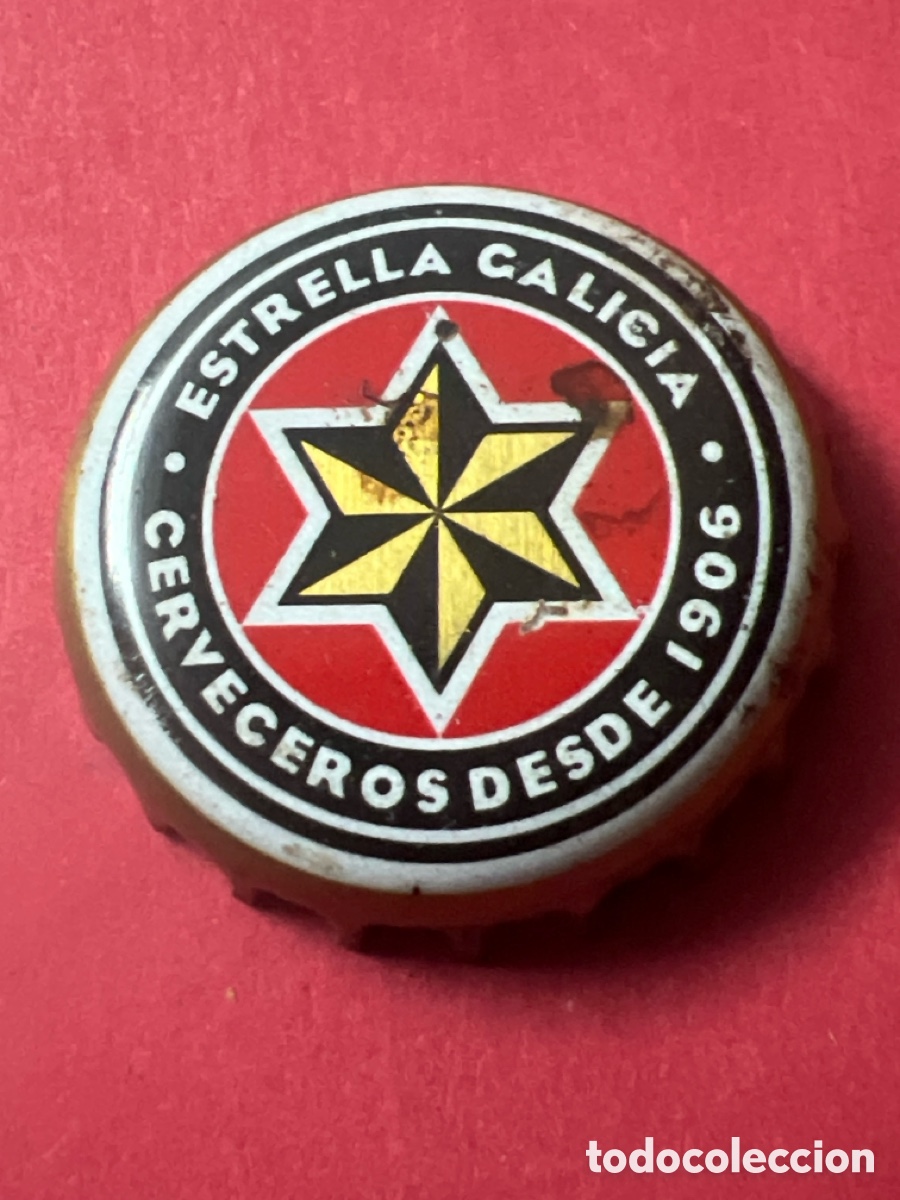 ESTRELLA GALICIA
CERVECEROS DESDE 1906
todocoleccion